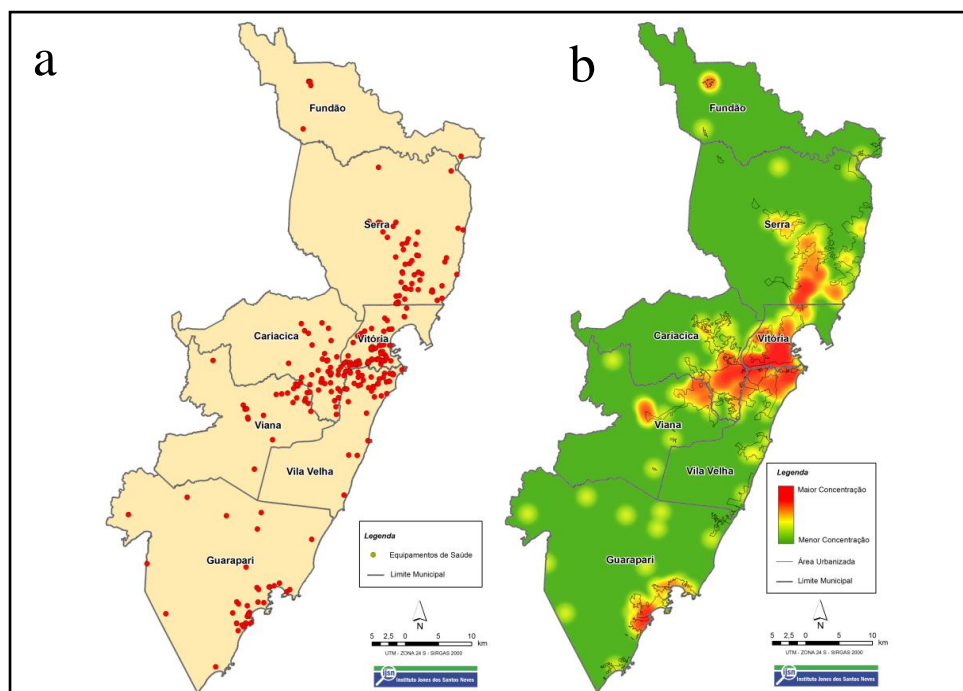 a
Fundão
Serra
Cariacica
Vitória
Viana
Vila Velha
Guarapari
Legenda
Equipamentos de Saúde
Limite Municipal
N
5 2,5 0 5 10
km
UTM - ZONA 24 S - SIRGAS 2000
ijsn
Instituto Jones dos Santos Neves
b
Fundão
Serra
Cariacica
Vitória
Viana
Vila Velha
Guarapari
Legenda
Maior Concentração
Menor Concentração
Área Urbanizada
Limite Municipal
N
5 2,5 0 5 10
km
UTM - ZONA 24 S - SIRGAS 2000
ijsn
Instituto Jones dos Santos Neves